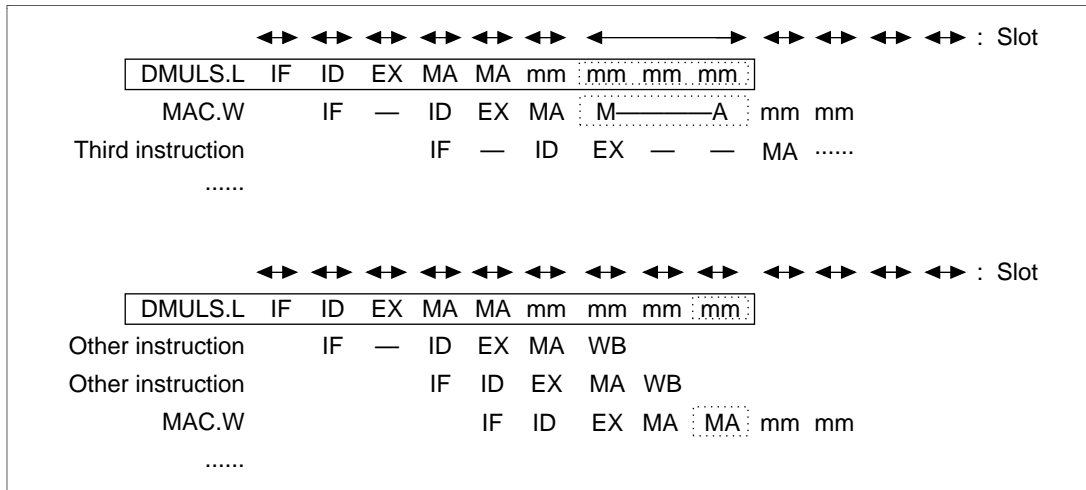 : Slot
DMULS.L IF ID EX MA MA mm mm mm mm
MAC.W IF — ID EX MA M————A mm mm
Third instruction IF — ID EX — — MA ······
......
: Slot
DMULS.L IF ID EX MA MA mm mm mm mm
Other instruction IF — ID EX MA WB
Other instruction IF ID EX MA WB
MAC.W IF ID EX MA MA mm mm
......